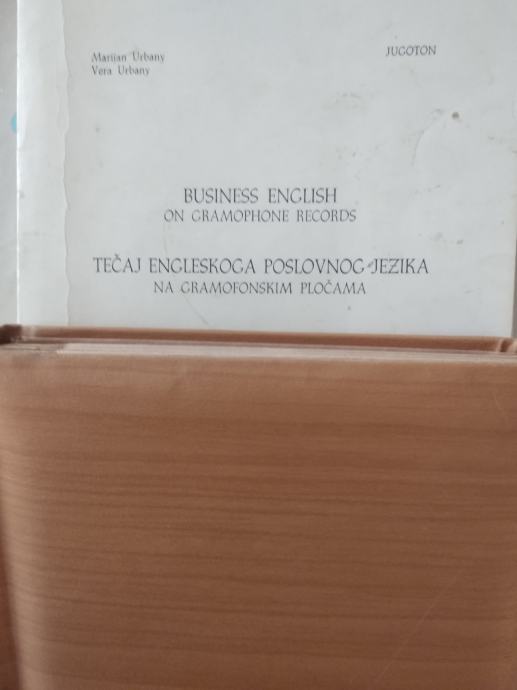 Marijan Urbany
Vera Urbany
JUGOTON
BUSINESS ENGLISH
ON GRAMOPHONE RECORDS
TEČAJ ENGLESKOGA POSLOVNOG JEZIKA
NA GRAMOFONSKIM PLOČAMA